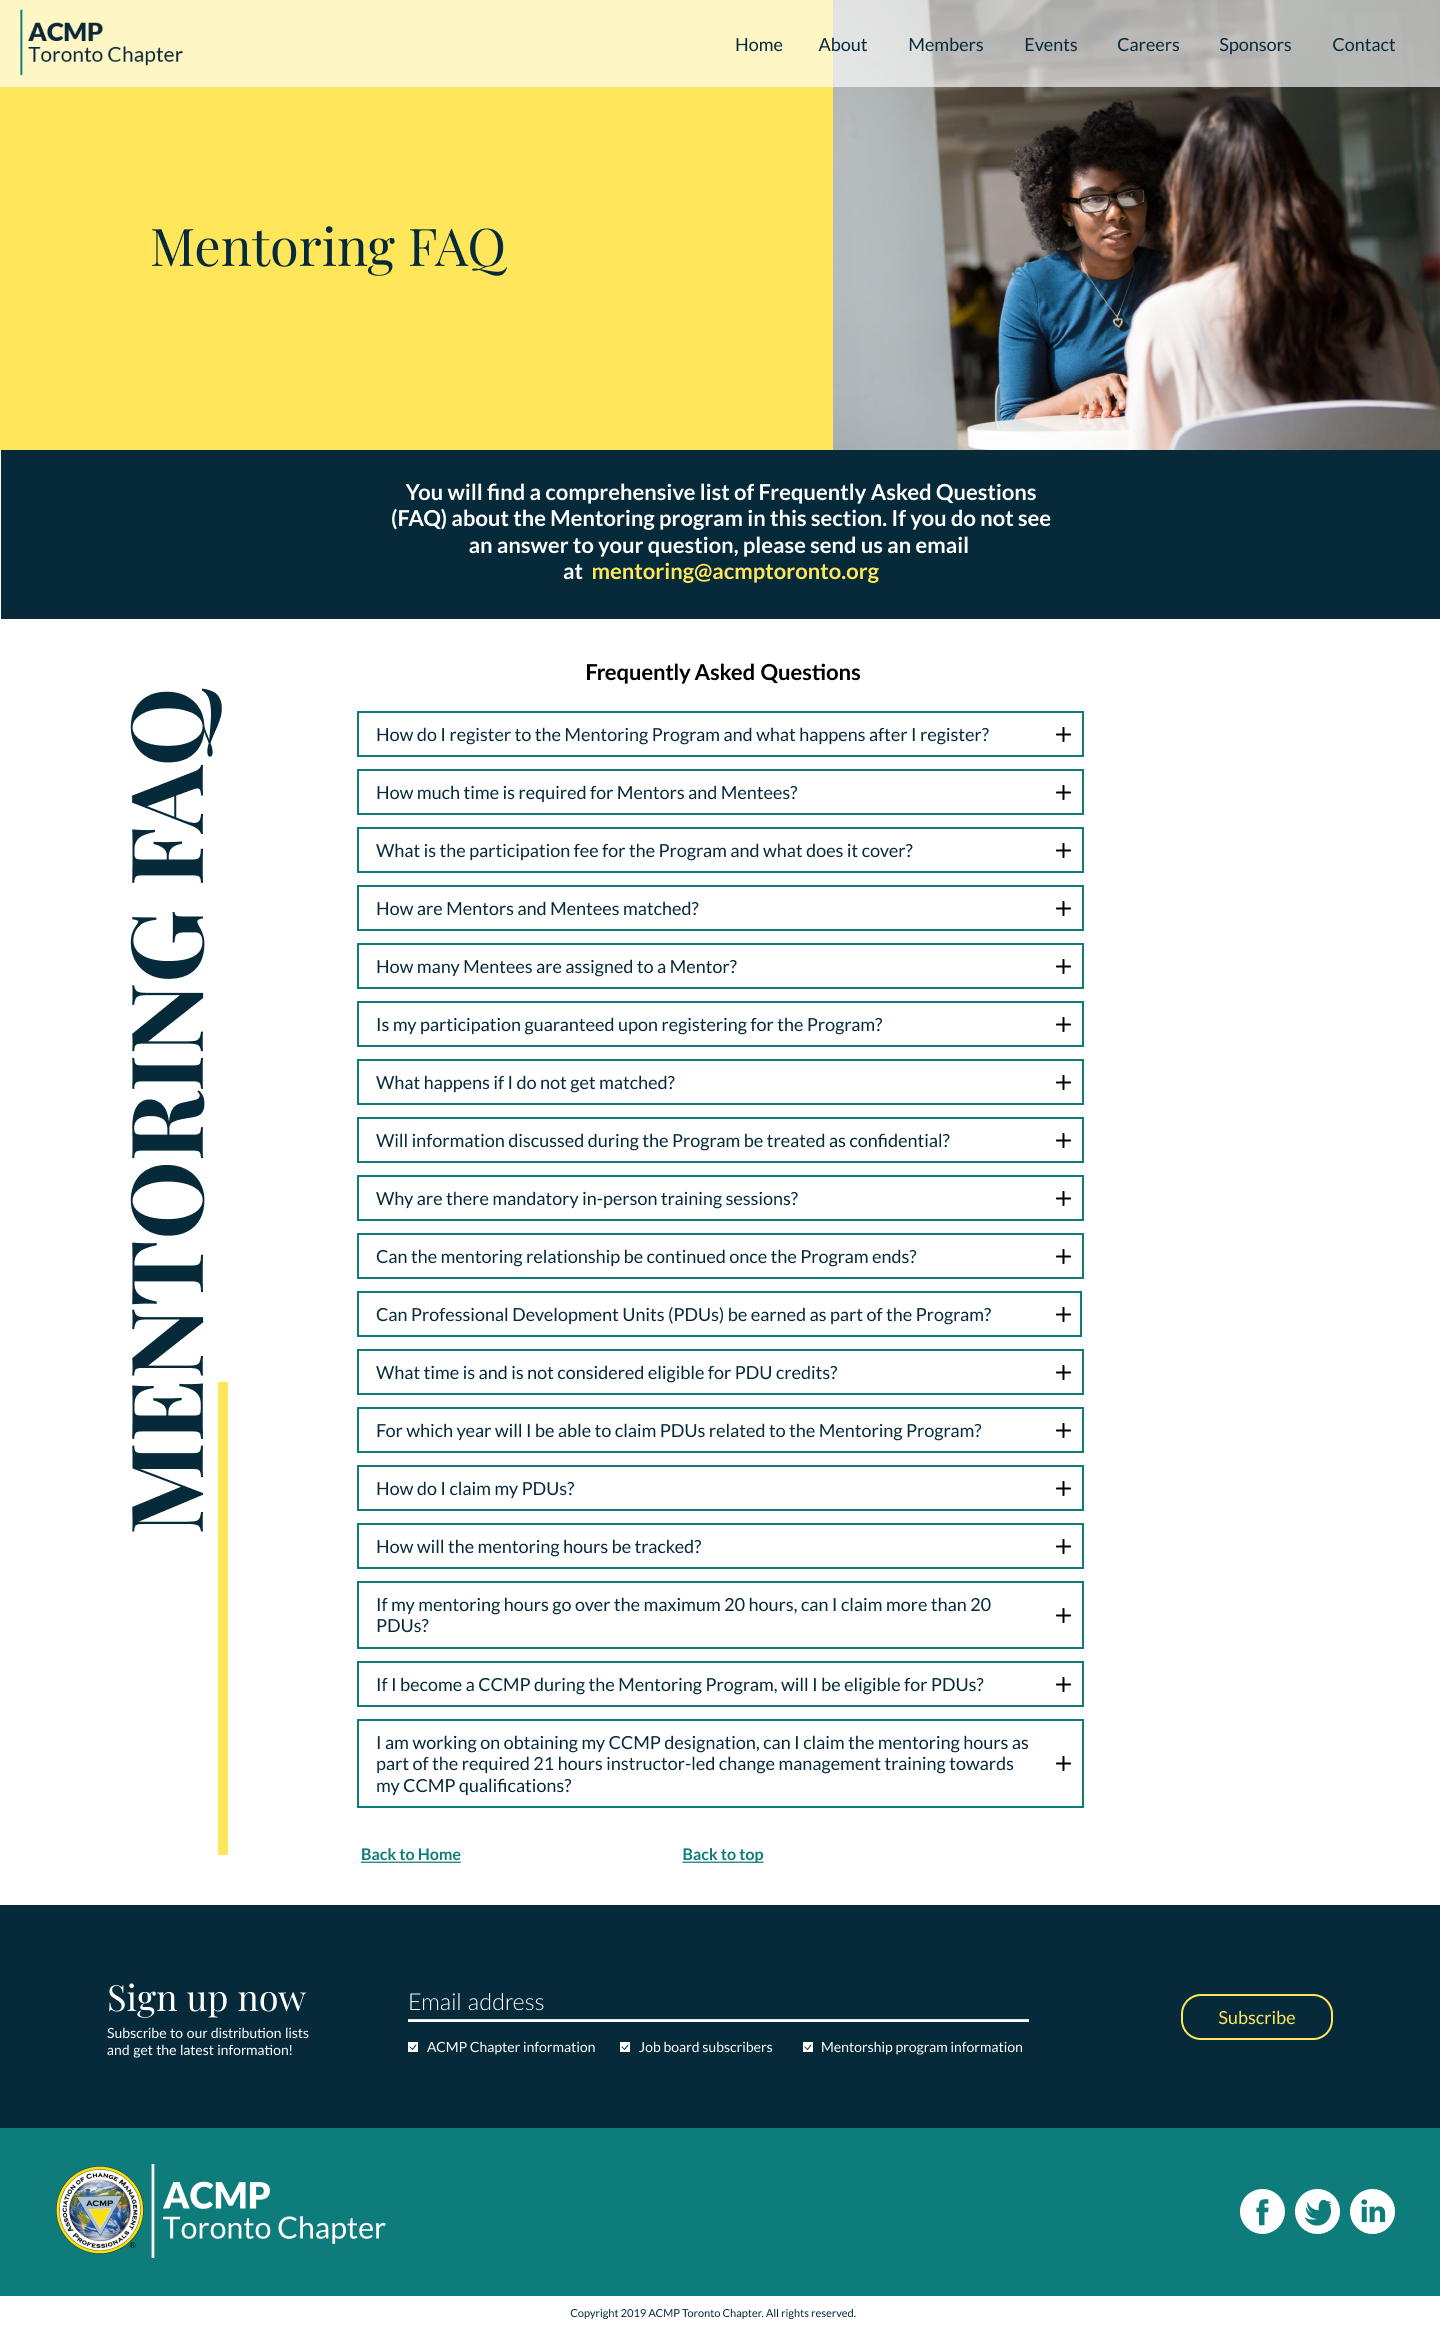 ACMP
Toronto Chapter
Home About Members Events Careers Sponsors Contact
Mentoring FAQ
You will find a comprehensive list of Frequently Asked Questions
(FAQ) about the Mentoring program in this section. If you do not see
an answer to your question, please send us an email
at mentoring@acmptoronto.org
MENTORING FAQ
Frequently Asked Questions
How do I register to the Mentoring Program and what happens after I register?
How much time is required for Mentors and Mentees?
What is the participation fee for the Program and what does it cover?
How are Mentors and Mentees matched?
How many Mentees are assigned to a Mentor?
Is my participation guaranteed upon registering for the Program?
What happens if I do not get matched?
Will information discussed during the Program be treated as confidential?
Why are there mandatory in-person training sessions?
Can the mentoring relationship be continued once the Program ends?
Can Professional Development Units (PDUs) be earned as part of the Program?
What time is and is not considered eligible for PDU credits?
For which year will I be able to claim PDUs related to the Mentoring Program?
How do I claim my PDUs?
How will the mentoring hours be tracked?
If my mentoring hours go over the maximum 20 hours, can I claim more than 20
PDUs?
If I become a CCMP during the Mentoring Program, will I be eligible for PDUs?
I am working on obtaining my CCMP designation, can I claim the mentoring hours as
part of the required 21 hours instructor-led change management training towards
my CCMP qualifications?
Back to Home Back to top
Sign up now
Subscribe to our distribution lists
and get the latest information!
Email address
ACMP Chapter information Job board subscribers Mentorship program information
Subscribe
ASSOCIATION OF CHANGE MANAGEMENT PROFESSIONALS
ACMP
®
ACMP
Toronto Chapter
f
in
Copyright 2019 ACMP Toronto Chapter. All rights reserved.